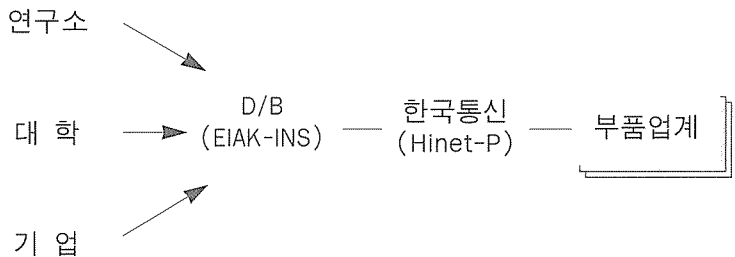 연구소
대 학
기 업
D/B
(EIAK-INS)
한국통신
(Hinet-P)
부품업계